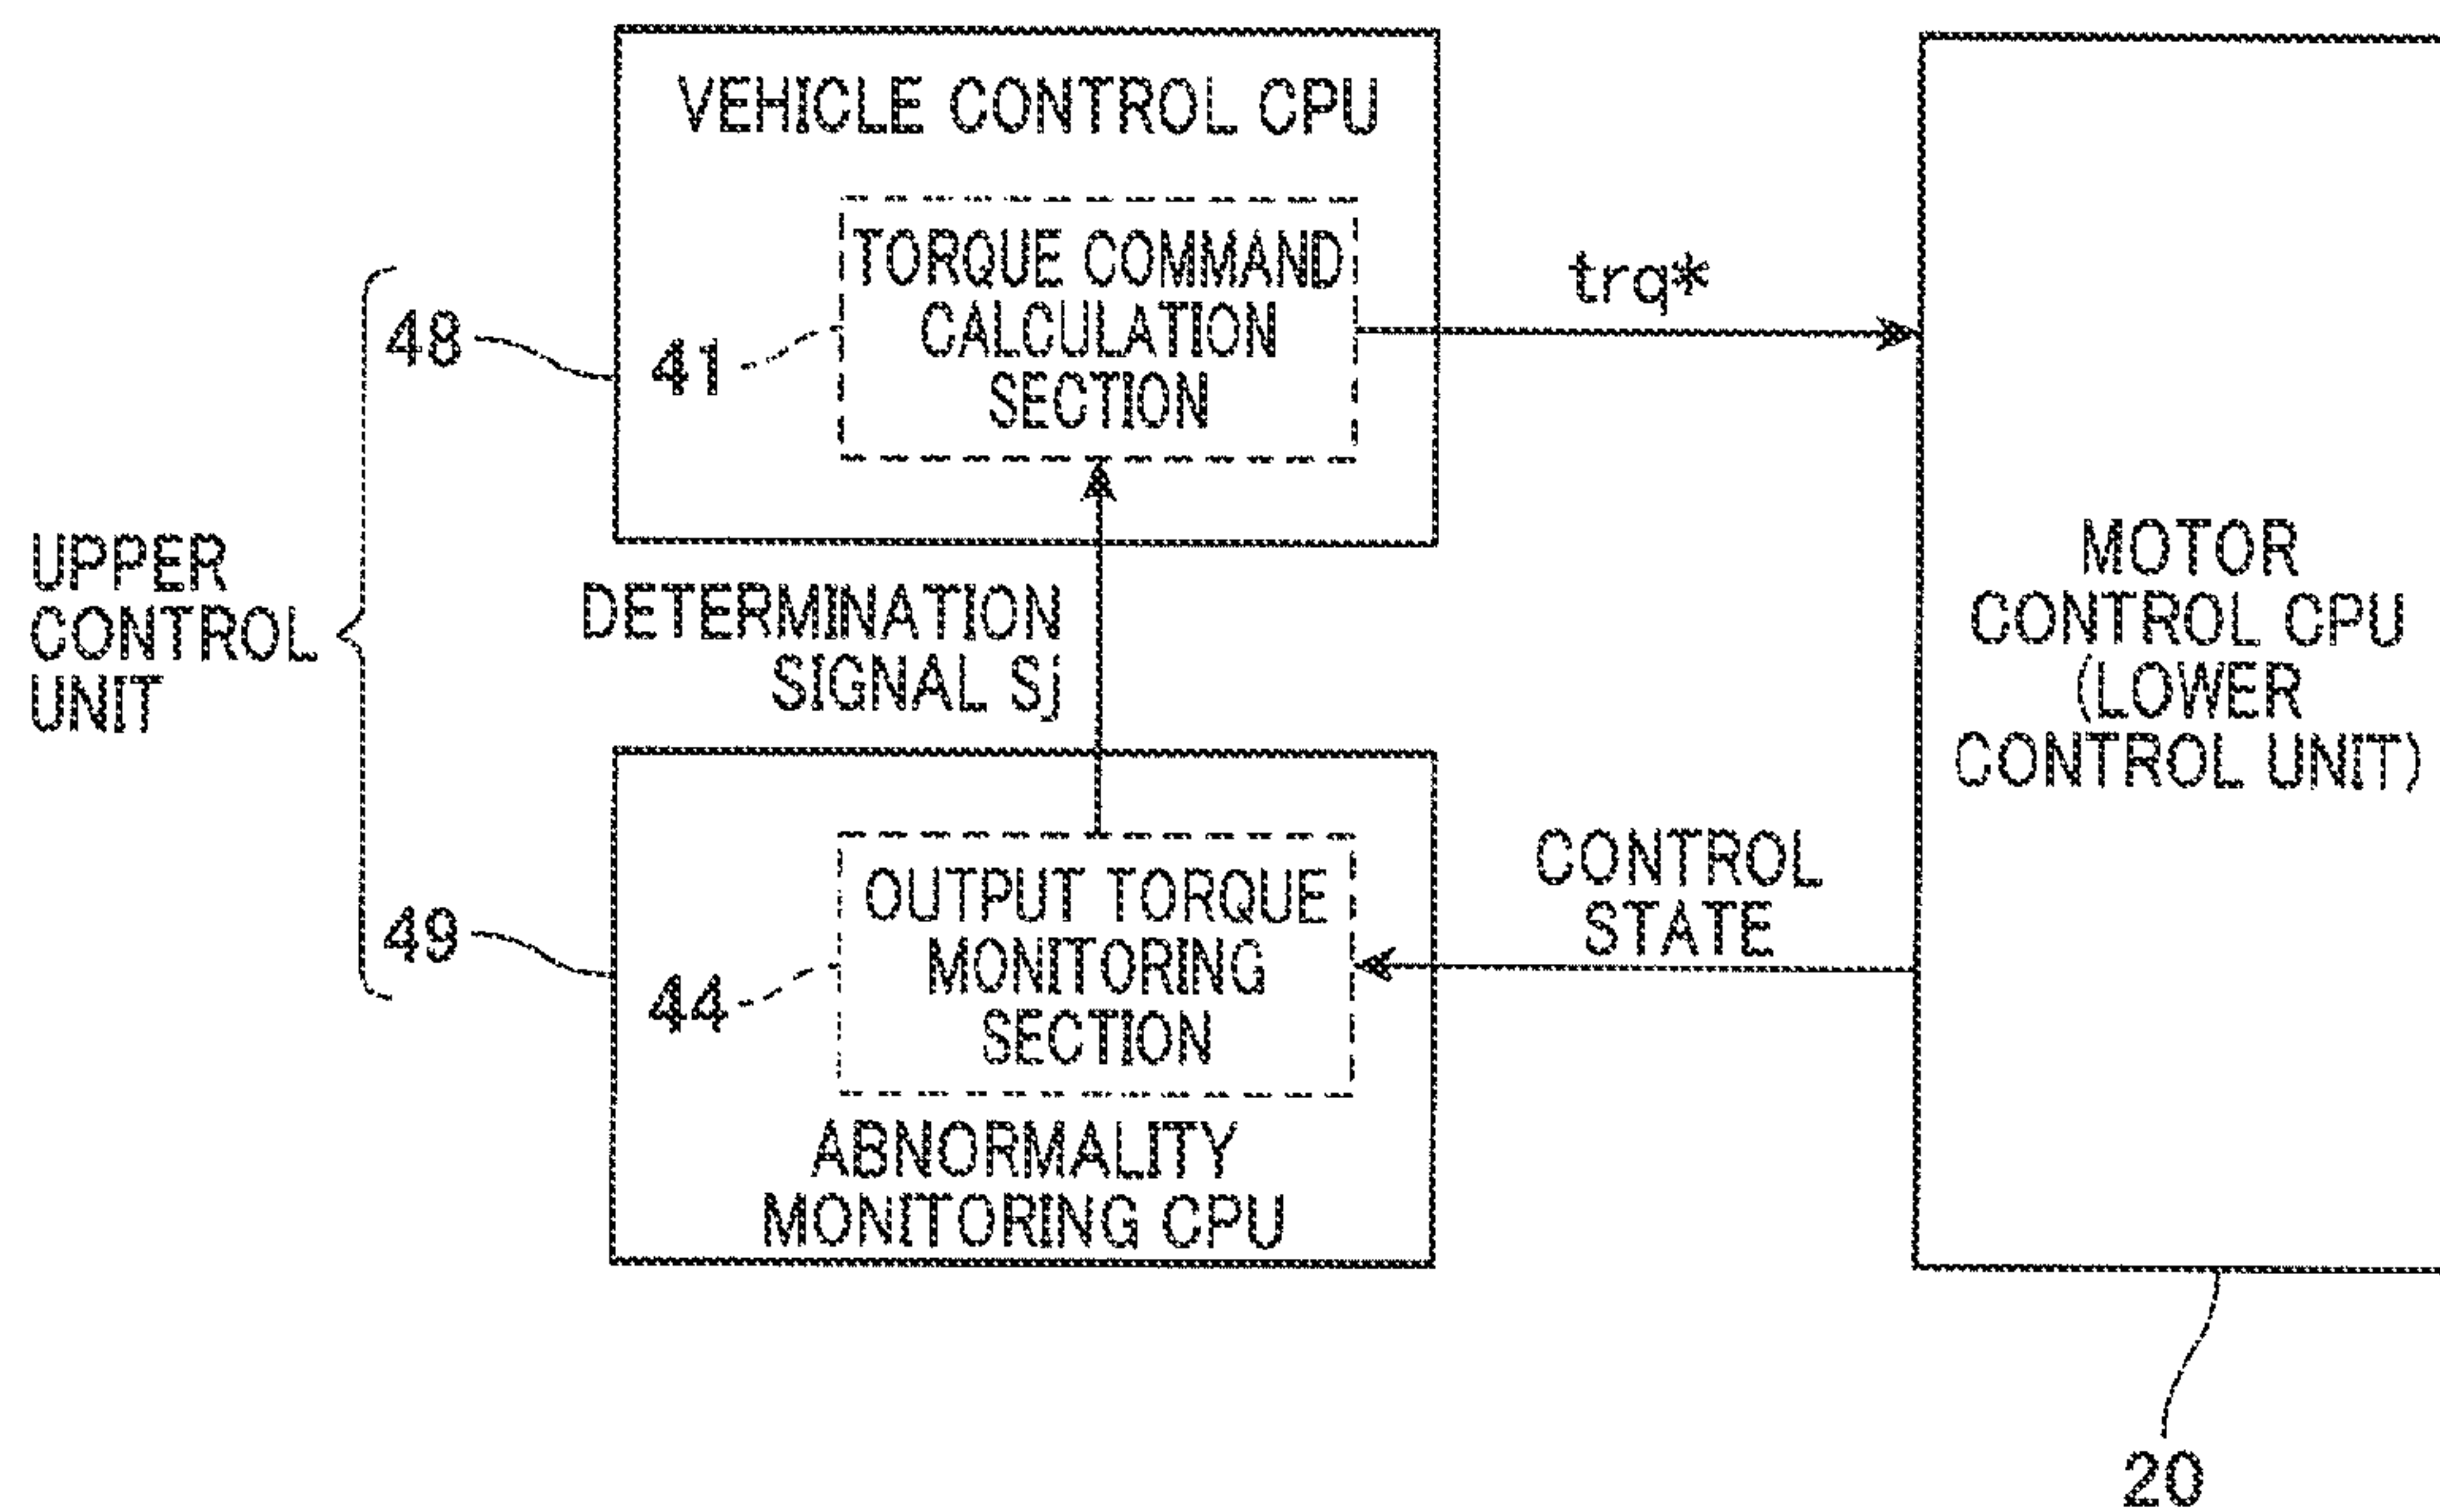 VEHICLE CONTROL CPU
TORQUE COMMAND
CALCULATION
SECTION
48
41
trq*
UPPER
CONTROL
UNIT
DETERMINATION
SIGNAL Sj
MOTOR
CONTROL CPU
(LOWER
CONTROL UNIT)
OUTPUT TORQUE
MONITORING
SECTION
49
44
CONTROL
STATE
ABNORMALITY
MONITORING CPU
20